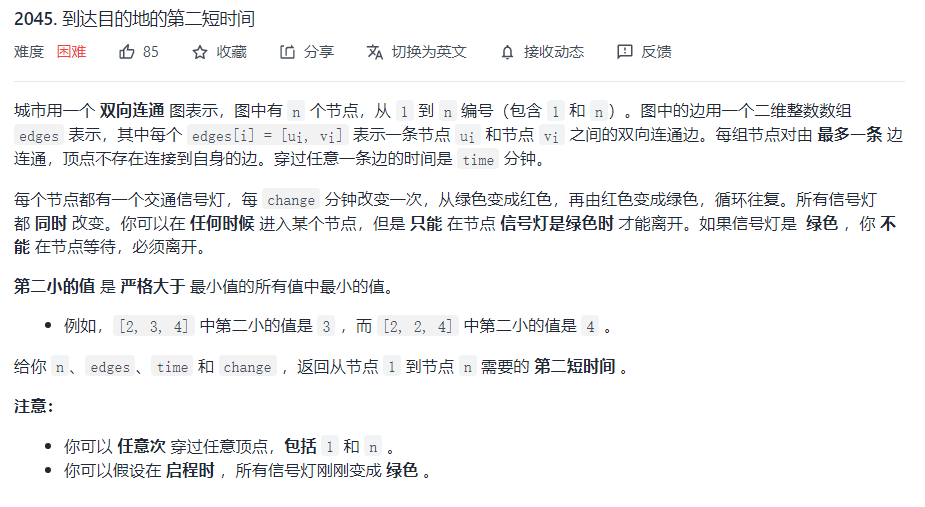 2045. 到达目的地的第二短时间
难度 困难 85 收藏 分享 切换为英文 接收动态 反馈
城市用一个 双向连通 图表示，图中有 n 个节点，从 1 到 n 编号（包含 1 和 n ）。图中的边用一个二维整数数组
edges 表示，其中每个 edges[i] = [ui, vi] 表示一条节点 ui 和节点 vi 之间的双向连通边。每组节点对由 最多一条 边
连通，顶点不存在连接到自身的边。穿过任意一条边的时间是 time 分钟。
每个节点都有一个交通信号灯，每 change 分钟改变一次，从绿色变成红色，再由红色变成绿色，循环往复。所有信号灯
都 同时 改变。你可以在 任何时候 进入某个节点，但是 只能 在节点 信号灯是绿色时 才能离开。如果信号灯是 绿色 ，你 不
能 在节点等待，必须离开。
第二小的值 是 严格大于 最小值的所有值中最小的值。
• 例如，[2, 3, 4] 中第二小的值是 3 ，而 [2, 2, 4] 中第二小的值是 4 。
给你 n 、 edges 、 time 和 change ，返回从节点 1 到节点 n 需要的 第二短时间 。
注意：
• 你可以 任意次 穿过任意顶点，包括 1 和 n 。
• 你可以假设在 启程时 ，所有信号灯刚刚变成 绿色 。